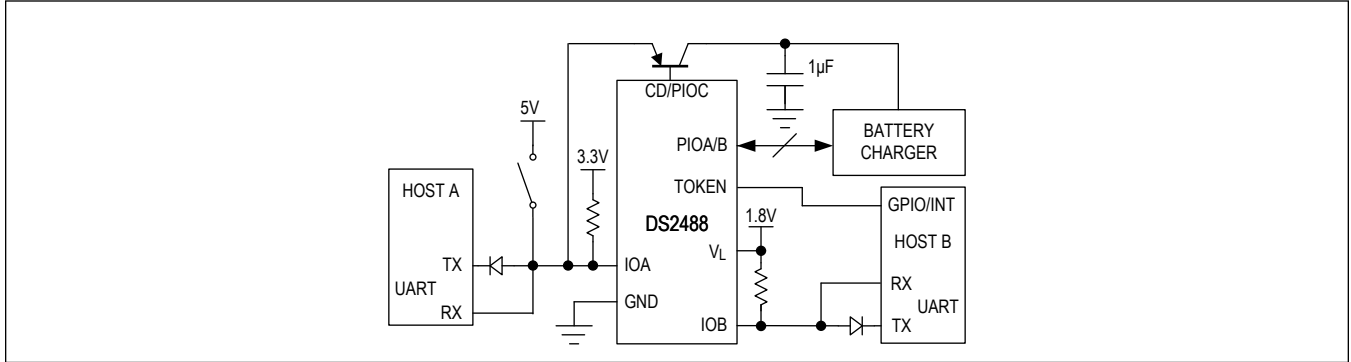 1µF
CD/PIOC
5V
PIOA/B
BATTERY
CHARGER
3.3V
HOST A
TOKEN
GPIO/INT
DS2488
1.8V
HOST B
VL
TX
IOA
UART
RX
GND
RX
UART
IOB
TX